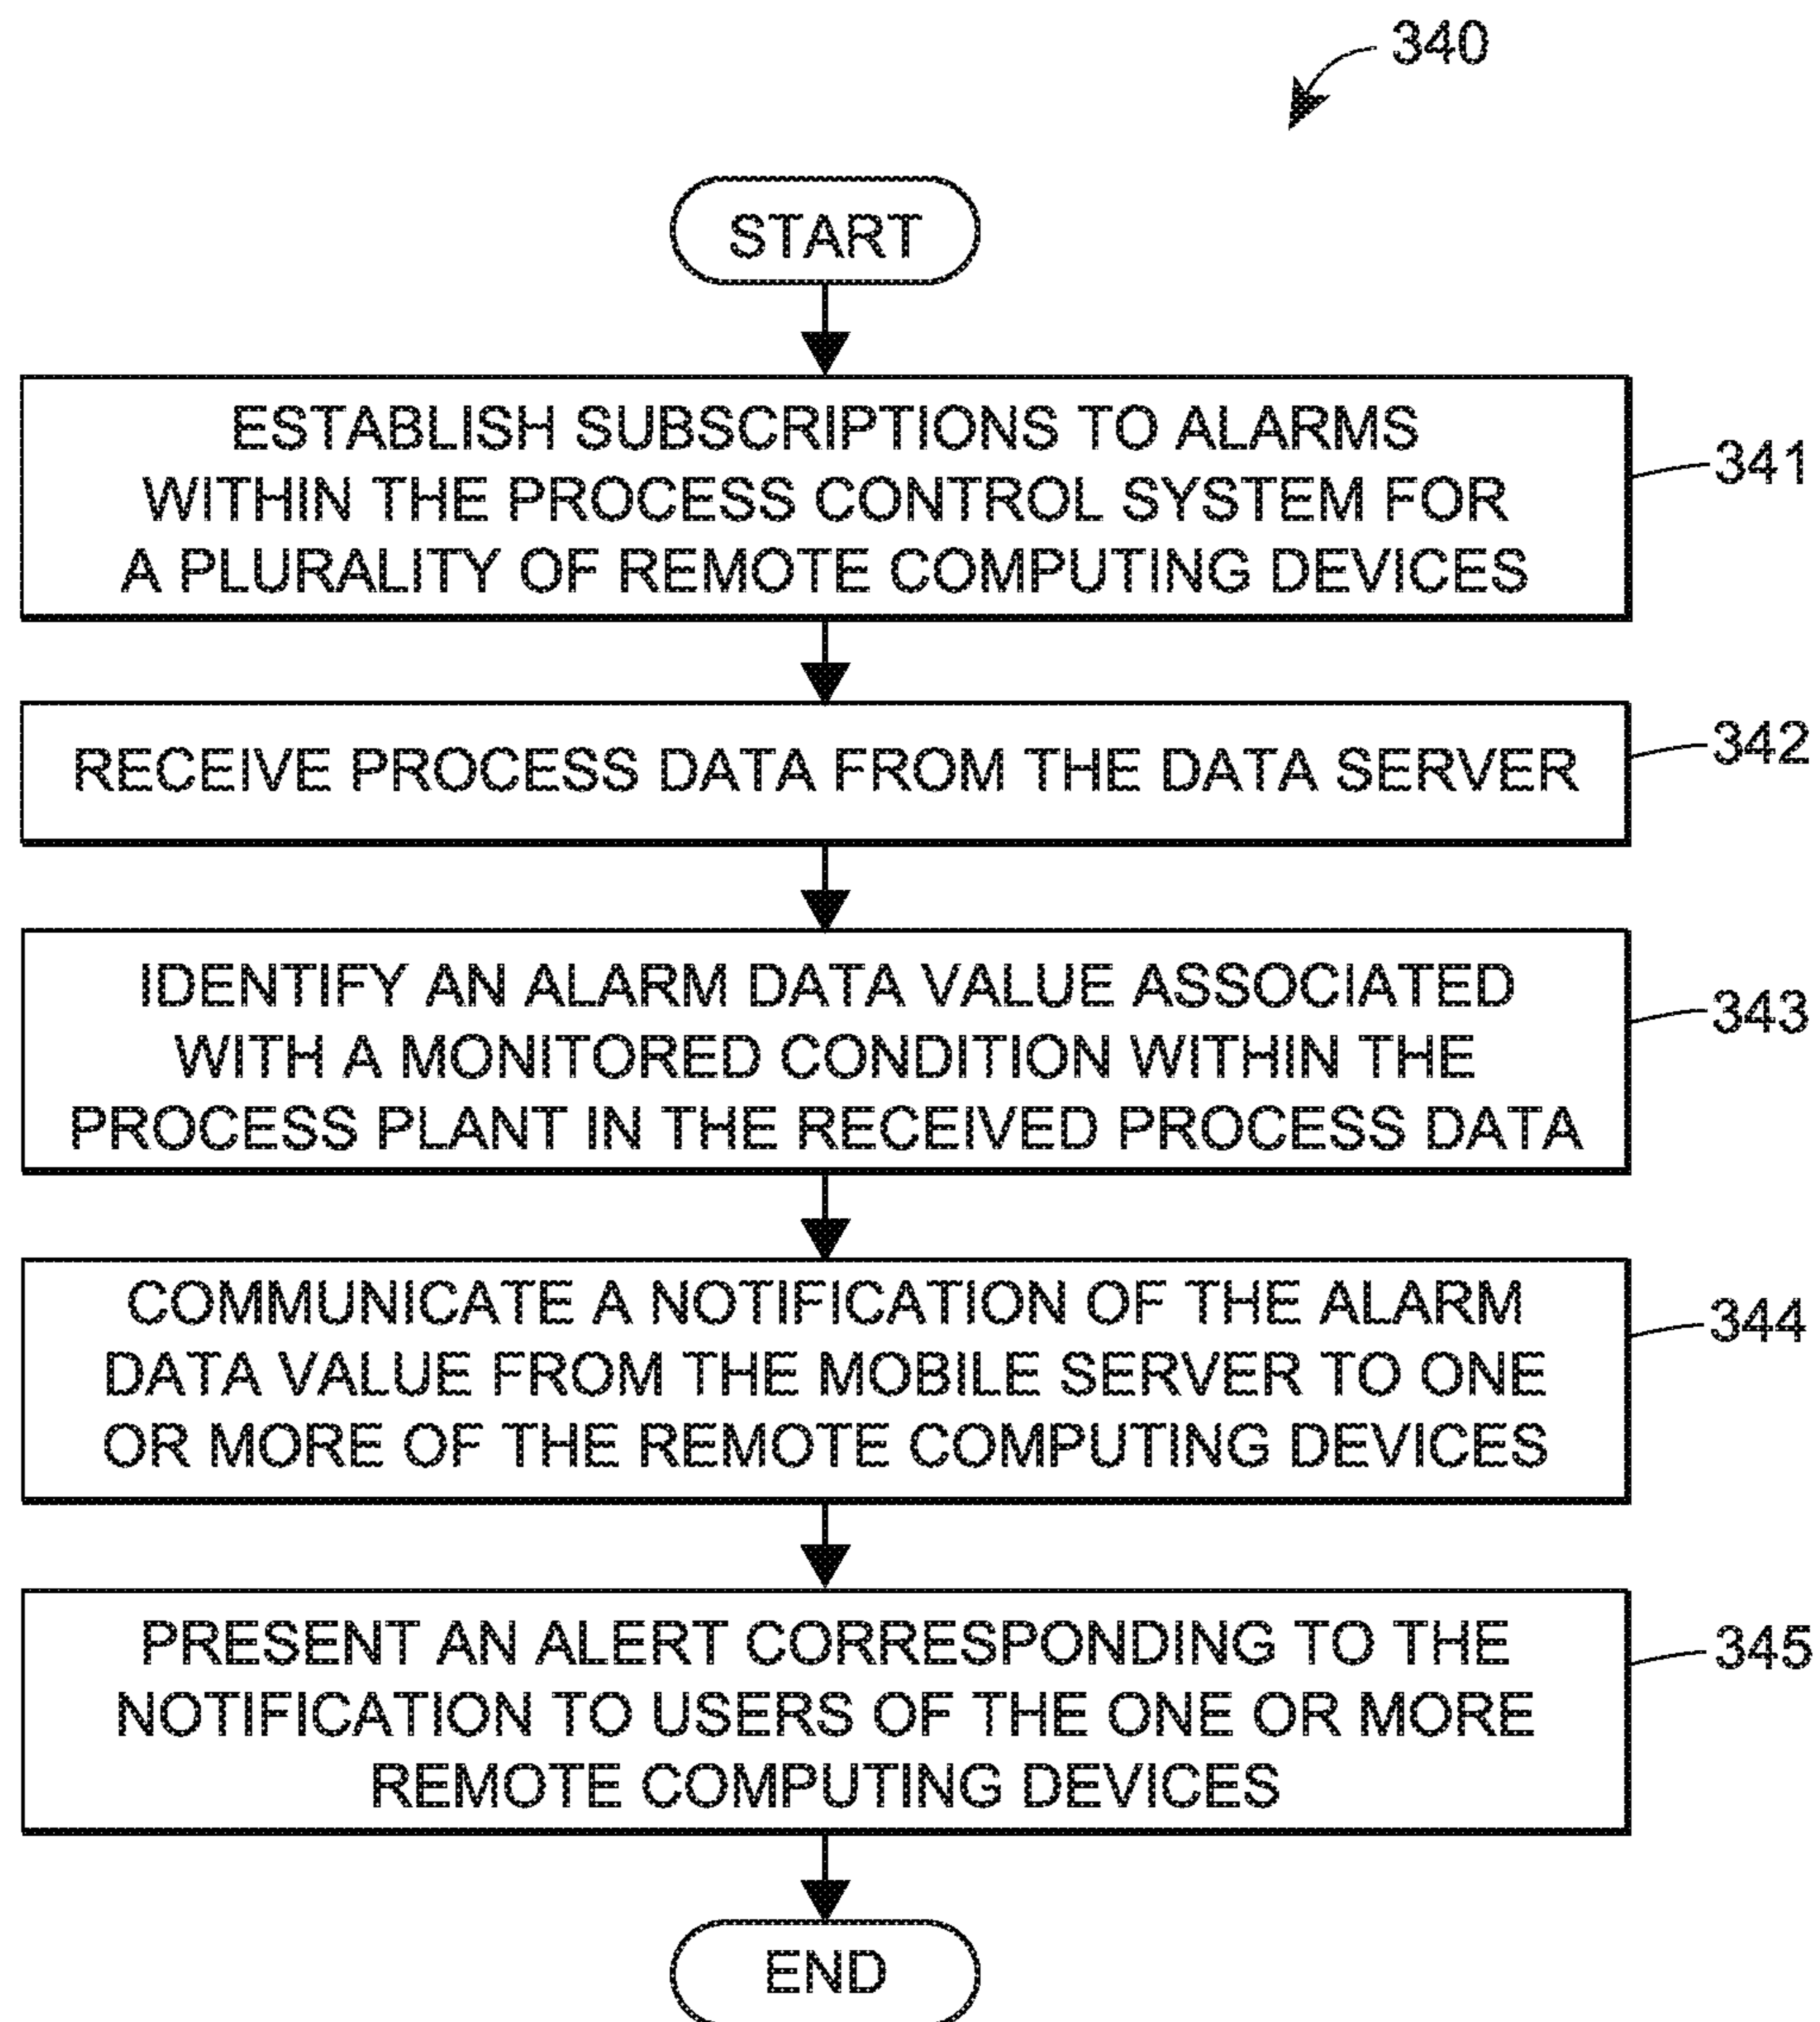 340
START
ESTABLISH SUBSCRIPTIONS TO ALARMS
WITHIN THE PROCESS CONTROL SYSTEM FOR
A PLURALITY OF REMOTE COMPUTING DEVICES
341
RECEIVE PROCESS DATA FROM THE DATA SERVER
342
IDENTIFY AN ALARM DATA VALUE ASSOCIATED
WITH A MONITORED CONDITION WITHIN THE
PROCESS PLANT IN THE RECEIVED PROCESS DATA
343
COMMUNICATE A NOTIFICATION OF THE ALARM
DATA VALUE FROM THE MOBILE SERVER TO ONE
OR MORE OF THE REMOTE COMPUTING DEVICES
344
PRESENT AN ALERT CORRESPONDING TO THE
NOTIFICATION TO USERS OF THE ONE OR MORE
REMOTE COMPUTING DEVICES
345
END